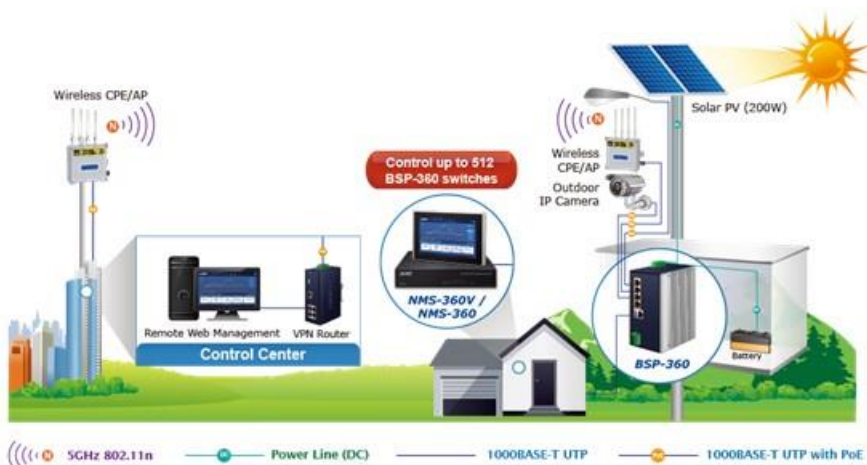 Wireless CPE/AP
N
Control up to 512
BSP-360 switches
NMS-360V /
NMS-360
Remote Web Management
VPN Router
Control Center
Solar PV (200W)
N
Wireless
CPE/AP
Outdoor
IP Camera
BSP-360
Battery
N 5GHz 802.11n
DC Power Line (DC)
1000BASE-T UTP
PoE 1000BASE-T UTP with PoE